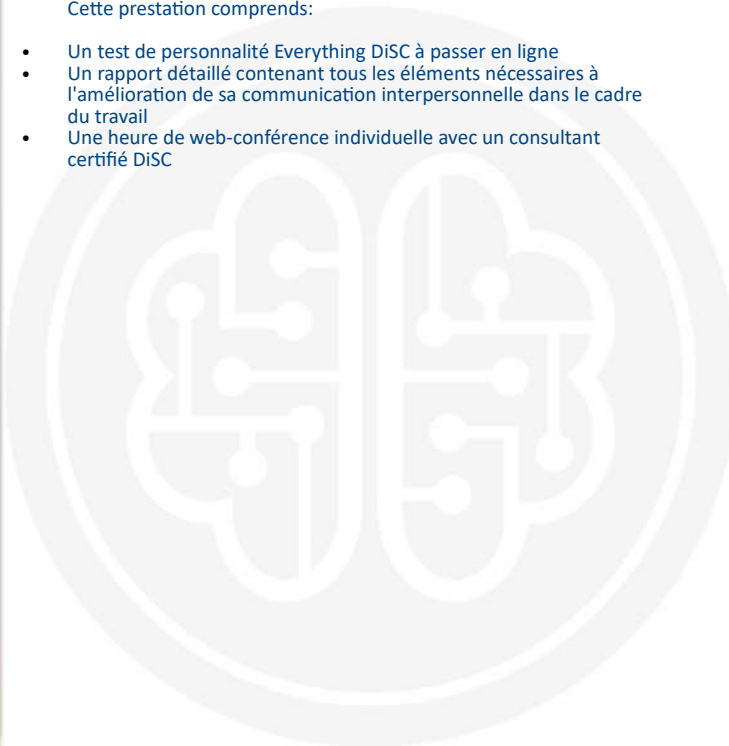 Cette prestation comprends:
• Un test de personnalité Everything DiSC à passer en ligne
• Un rapport détaillé contenant tous les éléments nécessaires à
l'amélioration de sa communication interpersonnelle dans le cadre
du travail
• Une heure de web-conférence individuelle avec un consultant
certifié DiSC